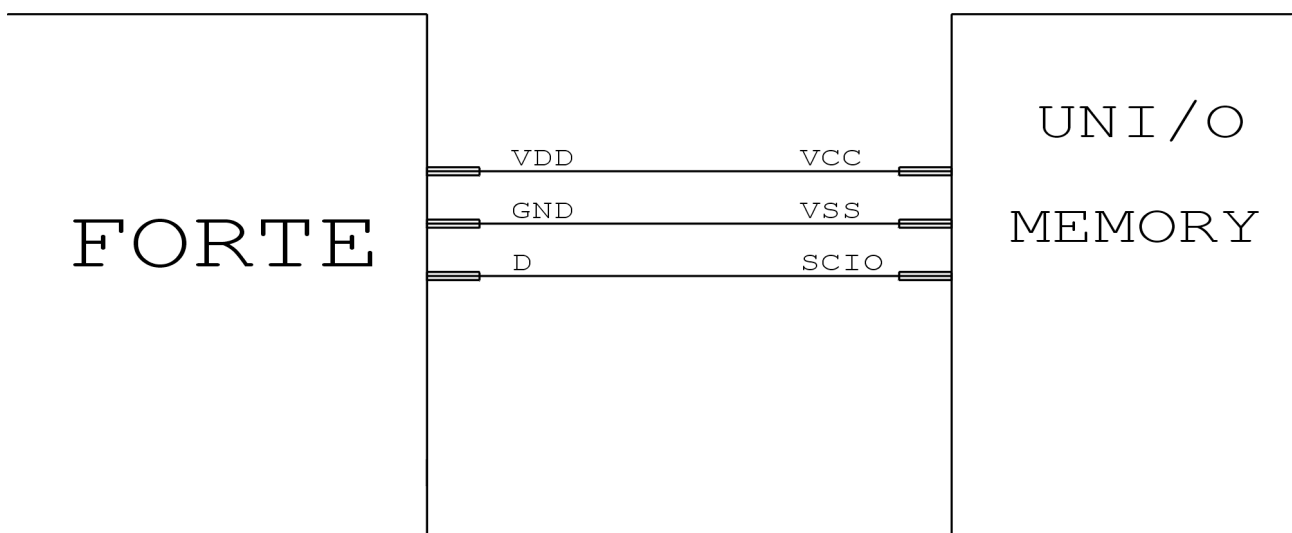 UNI/O
MEMORY
FORTE
VDD VCC
GND VSS
D SCIO